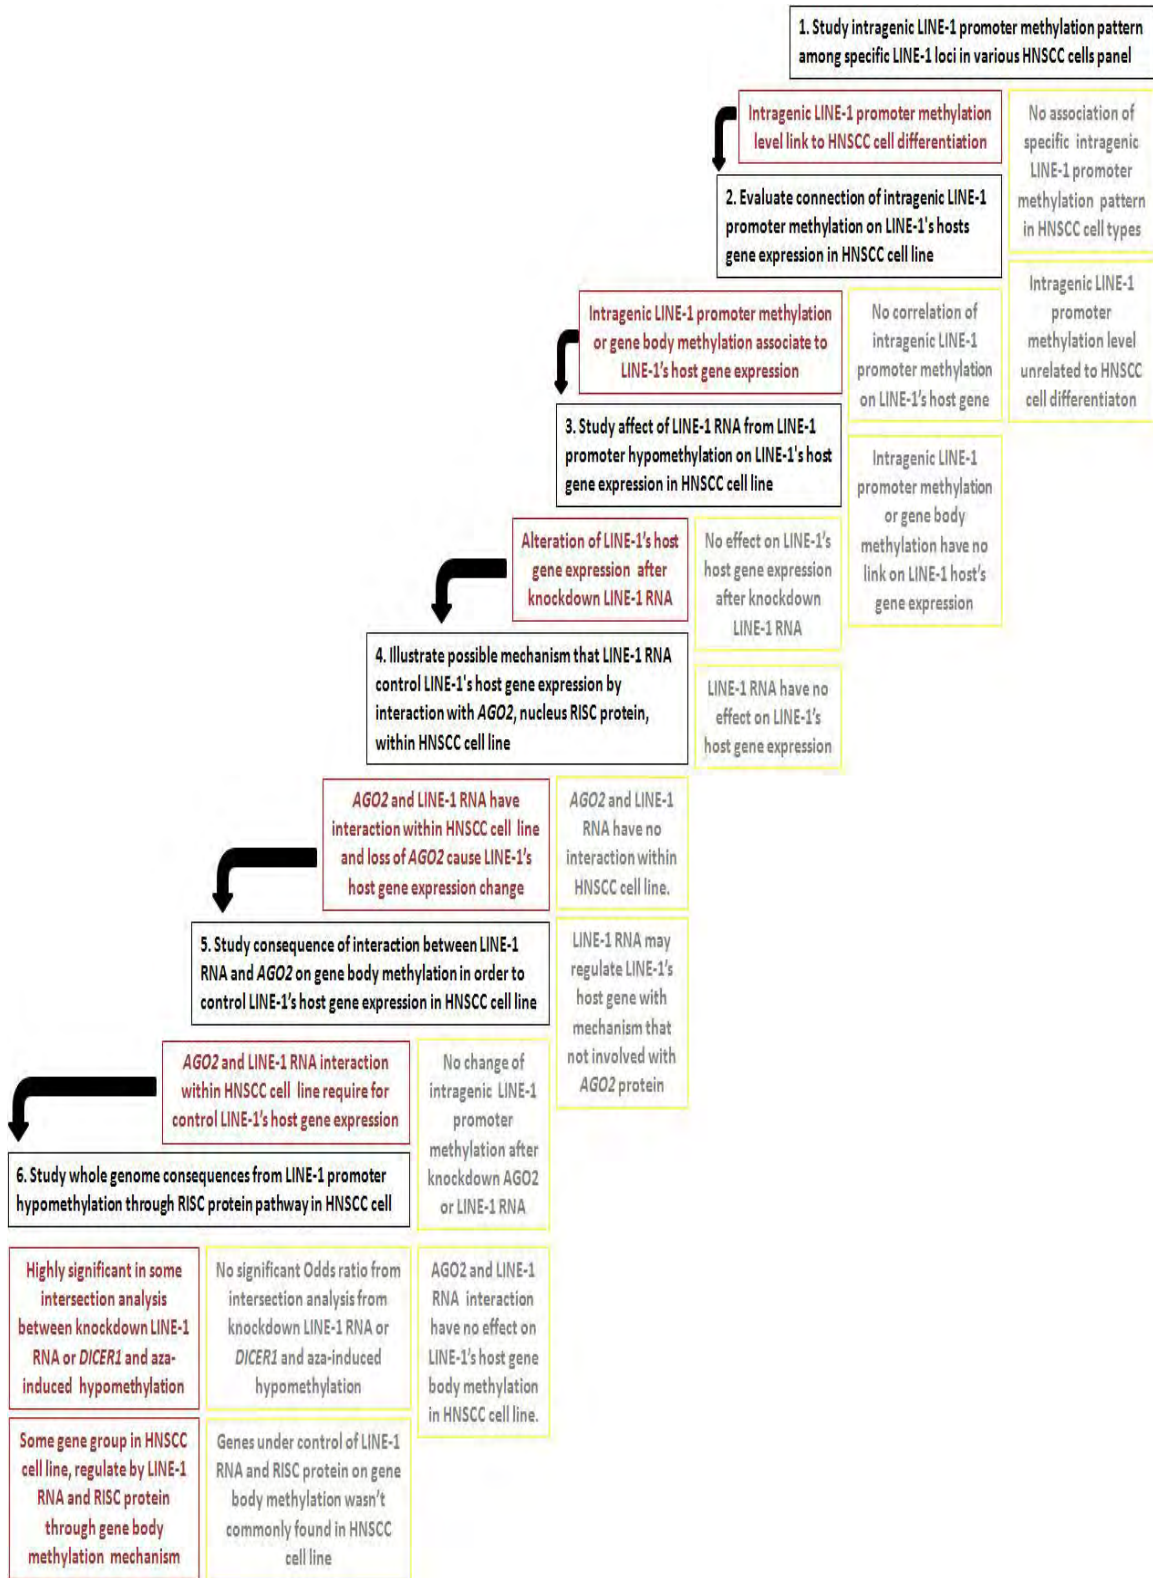 1. Study intragenic LINE-1 promoter methylation pattern
among specific LINE-1 loci in various HNSCC cells panel
Intragenic LINE-1 promoter methylation
level link to HNSCC cell differentiation
No association of
specific intragenic
LINE-1 promoter
methylation pattern
in HNSCC cell types
2. Evaluate connection of intragenic LINE-1
promoter methylation on LINE-1's hosts
gene expression in HNSCC cell line
Intragenic LINE-1
promoter
methylation level
unrelated to HNSCC
cell differentiaton
Intragenic LINE-1 promoter methylation
or gene body methylation associate to
LINE-1’s host gene expression
No correlation of
intragenic LINE-1
promoter methylation
on LINE-1’s host gene
3. Study affect of LINE-1 RNA from LINE-1
promoter hypomethylation on LINE-1's host
gene expression in HNSCC cell line
Intragenic LINE-1
promoter methylation
or gene body
methylation have no
link on LINE-1 host’s
gene expression
Alteration of LINE-1’s host
gene expression after
knockdown LINE-1 RNA
No effect on LINE-1’s
host gene expression
after knockdown
LINE-1 RNA
4. Illustrate possible mechanism that LINE-1 RNA
control LINE-1's host gene expression by
interaction with AGO2, nucleus RISC protein,
within HNSCC cell line
LINE-1 RNA have no
effect on LINE-1’s
host gene expression
AGO2 and LINE-1 RNA have
interaction within HNSCC cell line
and loss of AGO2 cause LINE-1’s
host gene expression change
AGO2 and LINE-1
RNA have no
interaction within
HNSCC cell line.
5. Study consequence of interaction between LINE-1
RNA and AGO2 on gene body methylation in order to
control LINE-1’s host gene expression in HNSCC cell line
LINE-1 RNA may
regulate LINE-1’s
host gene with
mechanism that
not involved with
AGO2 protein
AGO2 and LINE-1 RNA interaction
within HNSCC cell line require for
control LINE-1’s host gene expression
No change of
intragenic LINE-1
promoter
methylation after
knockdown AGO2
or LINE-1 RNA
6. Study whole genome consequences from LINE-1 promoter
hypomethylation through RISC protein pathway in HNSCC cell
Highly significant in some
intersection analysis
between knockdown LINE-1
RNA or DICER1 and aza-
induced hypomethylation
No significant Odds ratio from
intersection analysis from
knockdown LINE-1 RNA or
DICER1 and aza-induced
hypomethylation
AGO2 and LINE-1
RNA interaction
have no effect on
LINE-1’s host gene
body methylation
in HNSCC cell line.
Some gene group in HNSCC
cell line, regulate by LINE-1
RNA and RISC protein
through gene body
methylation mechanism
Genes under control of LINE-1
RNA and RISC protein on gene
body methylation wasn’t
commonly found in HNSCC
cell line